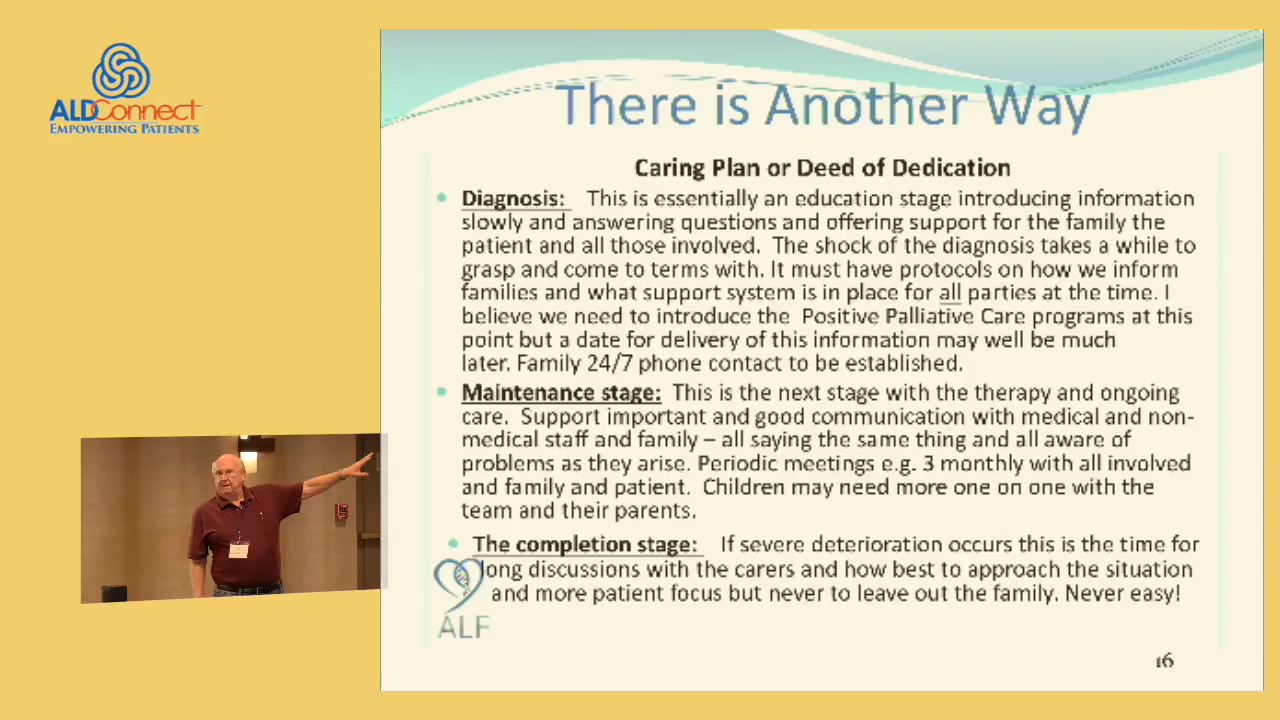 ALDConnect
EMPOWERING PATIENTS
There is Another Way
Caring Plan or Deed of Dedication
• Diagnosis: This is essentially an education stage introducing information
slowly and answering questions and offering support for the family the
patient and all those involved. The shock of the diagnosis takes a while to
grasp and come to terms with. It must have protocols on how we inform
families and what support system is in place for all parties at the time. I
believe we need to introduce the Positive Palliative Care programs at this
point but a date for delivery of this information may well be much
later. Family 24/7 phone contact to be established.
• Maintenance stage: This is the next stage with the therapy and ongoing
care. Support important and good communication with medical and non-
medical staff and family – all saying the same thing and all aware of
problems as they arise. Periodic meetings e.g. 3 monthly with all involved
and family and patient. Children may need more one on one with the
team and their parents.
• The completion stage: If severe deterioration occurs this is the time for
long discussions with the carers and how best to approach the situation
and more patient focus but never to leave out the family. Never easy!
ALF
16